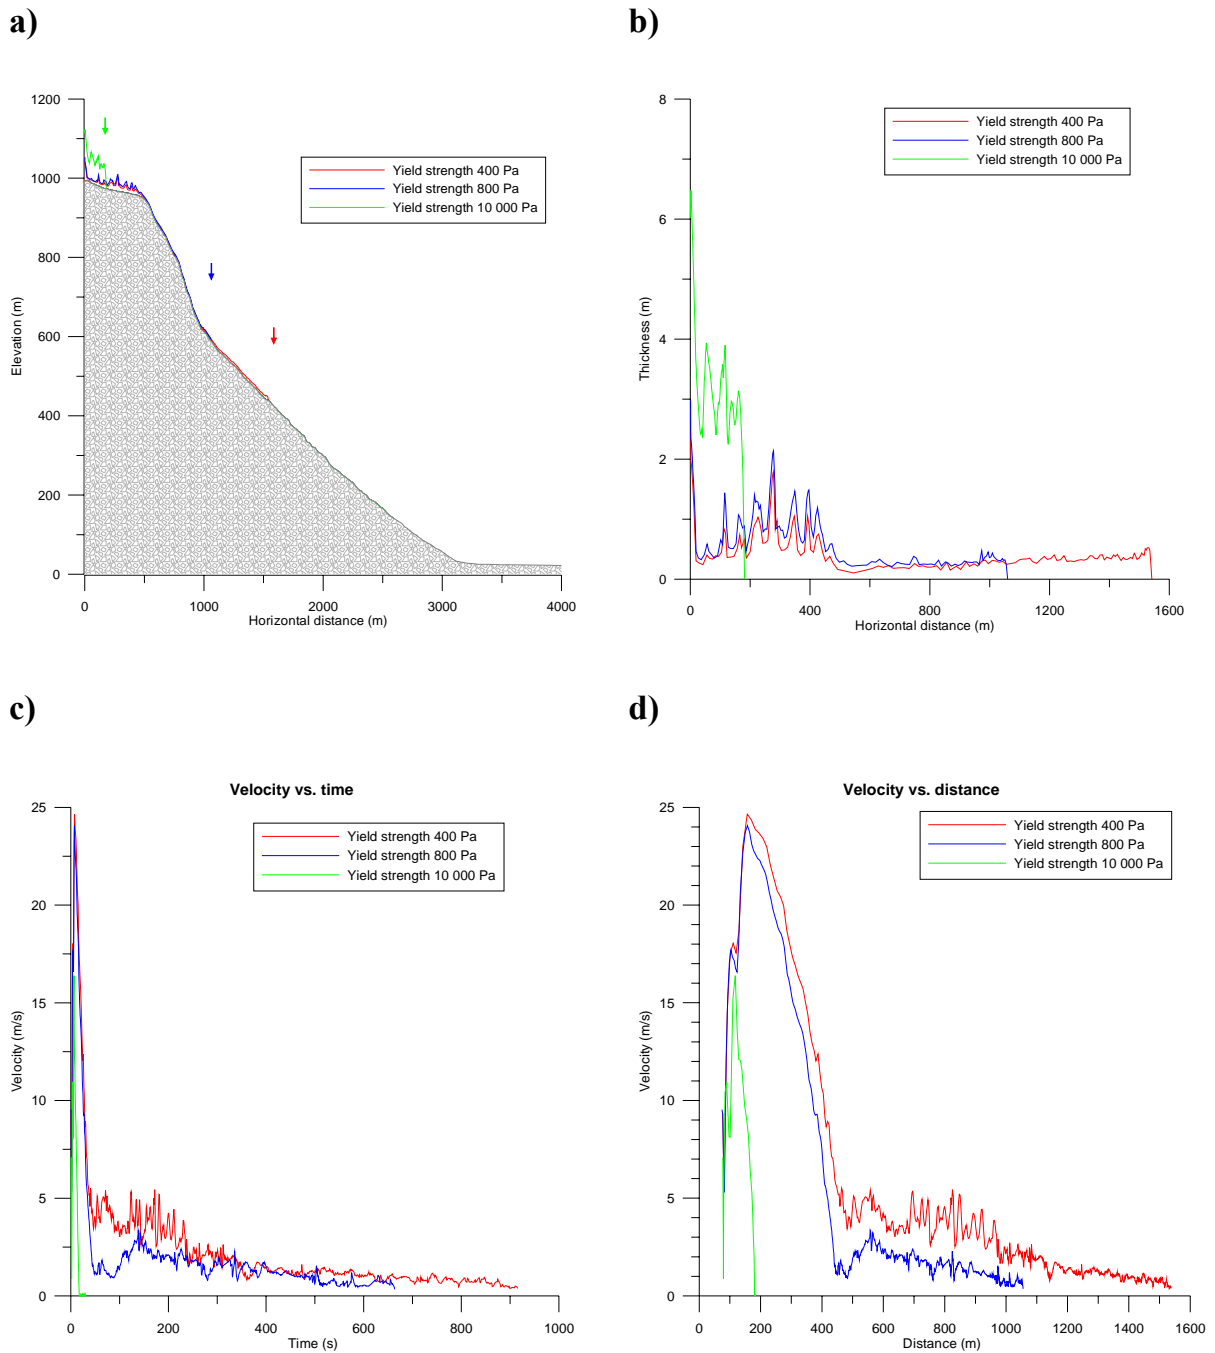 a)
1200
1000
800
600
400
200
0
Elevation (m)
0 1000 2000 3000 4000
Horizontal distance (m)
Yield strength 400 Pa
Yield strength 800 Pa
Yield strength 10 000 Pa
b)
8
6
4
2
0
Thickness (m)
0 400 800 1200 1600
Horizontal distance (m)
Yield strength 400 Pa
Yield strength 800 Pa
Yield strength 10 000 Pa
c)
Velocity vs. time
25
20
15
10
5
0
Velocity (m/s)
0 200 400 600 800 1000
Time (s)
Yield strength 400 Pa
Yield strength 800 Pa
Yield strength 10 000 Pa
d)
Velocity vs. distance
25
20
15
10
5
0
Velocity (m/s)
0 200 400 600 800 1000 1200 1400 1600
Distance (m)
Yield strength 400 Pa
Yield strength 800 Pa
Yield strength 10 000 Pa